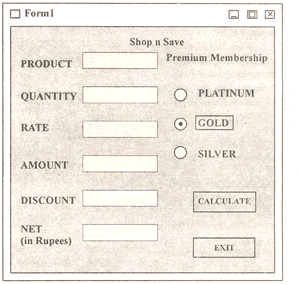 Form1
Shop n Save
Premium Membership
PRODUCT
QUANTITY
PLATINUM
RATE
GOLD
AMOUNT
SILVER
DISCOUNT
CALCULATE
NET
(in Rupees)
EXIT